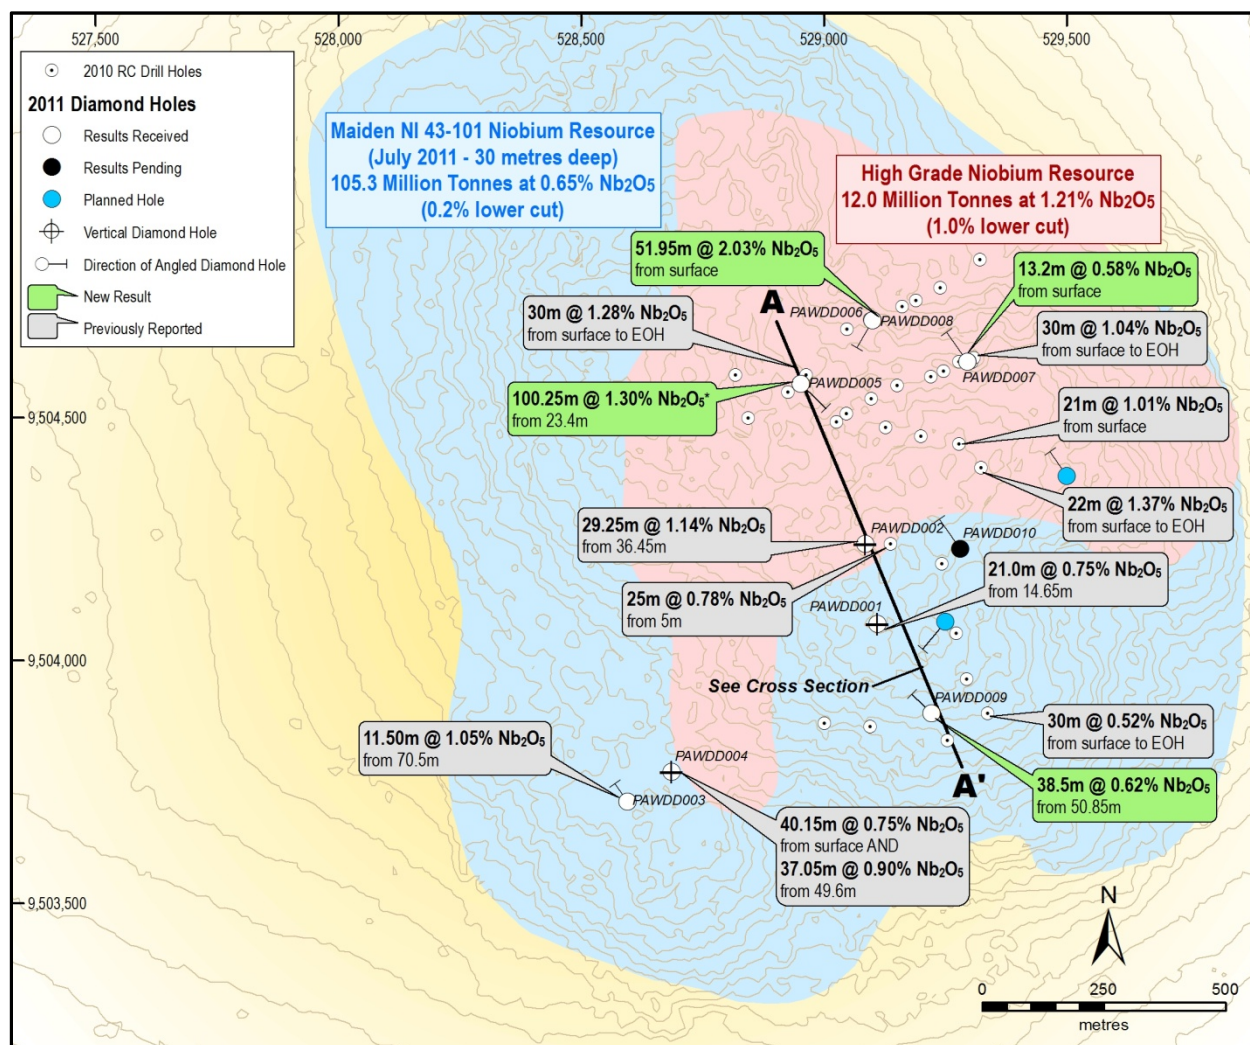 527,500
528,000
528,500
529,000
529,500
2010 RC Drill Holes
2011 Diamond Holes
Results Received
Results Pending
Planned Hole
Vertical Diamond Hole
Direction of Angled Diamond Hole
New Result
Previously Reported
Maiden NI 43-101 Niobium Resource
(July 2011 - 30 metres deep)
105.3 Million Tonnes at 0.65% Nb₂O₅
(0.2% lower cut)
High Grade Niobium Resource
12.0 Million Tonnes at 1.21% Nb₂O₅
(1.0% lower cut)
51.95m @ 2.03% Nb₂O₅
from surface
13.2m @ 0.58% Nb₂O₅
from surface
A
30m @ 1.28% Nb₂O₅
from surface to EOH
PAWDD006
PAWDD008
30m @ 1.04% Nb₂O₅
from surface to EOH
PAWDD007
PAWDD005
100.25m @ 1.30% Nb₂O₅*
from 23.4m
9,504,500
21m @ 1.01% Nb₂O₅
from surface
22m @ 1.37% Nb₂O₅
from surface to EOH
29.25m @ 1.14% Nb₂O₅
from 36.45m
PAWDD002
PAWDD010
21.0m @ 0.75% Nb₂O₅
from 14.65m
25m @ 0.78% Nb₂O₅
from 5m
PAWDD001
9,504,000
See Cross Section
PAWDD009
30m @ 0.52% Nb₂O₅
from surface to EOH
11.50m @ 1.05% Nb₂O₅
from 70.5m
PAWDD004
PAWDD003
A'
38.5m @ 0.62% Nb₂O₅
from 50.85m
40.15m @ 0.75% Nb₂O₅
from surface AND
37.05m @ 0.90% Nb₂O₅
from 49.6m
9,503,500
N
0
250
500
metres